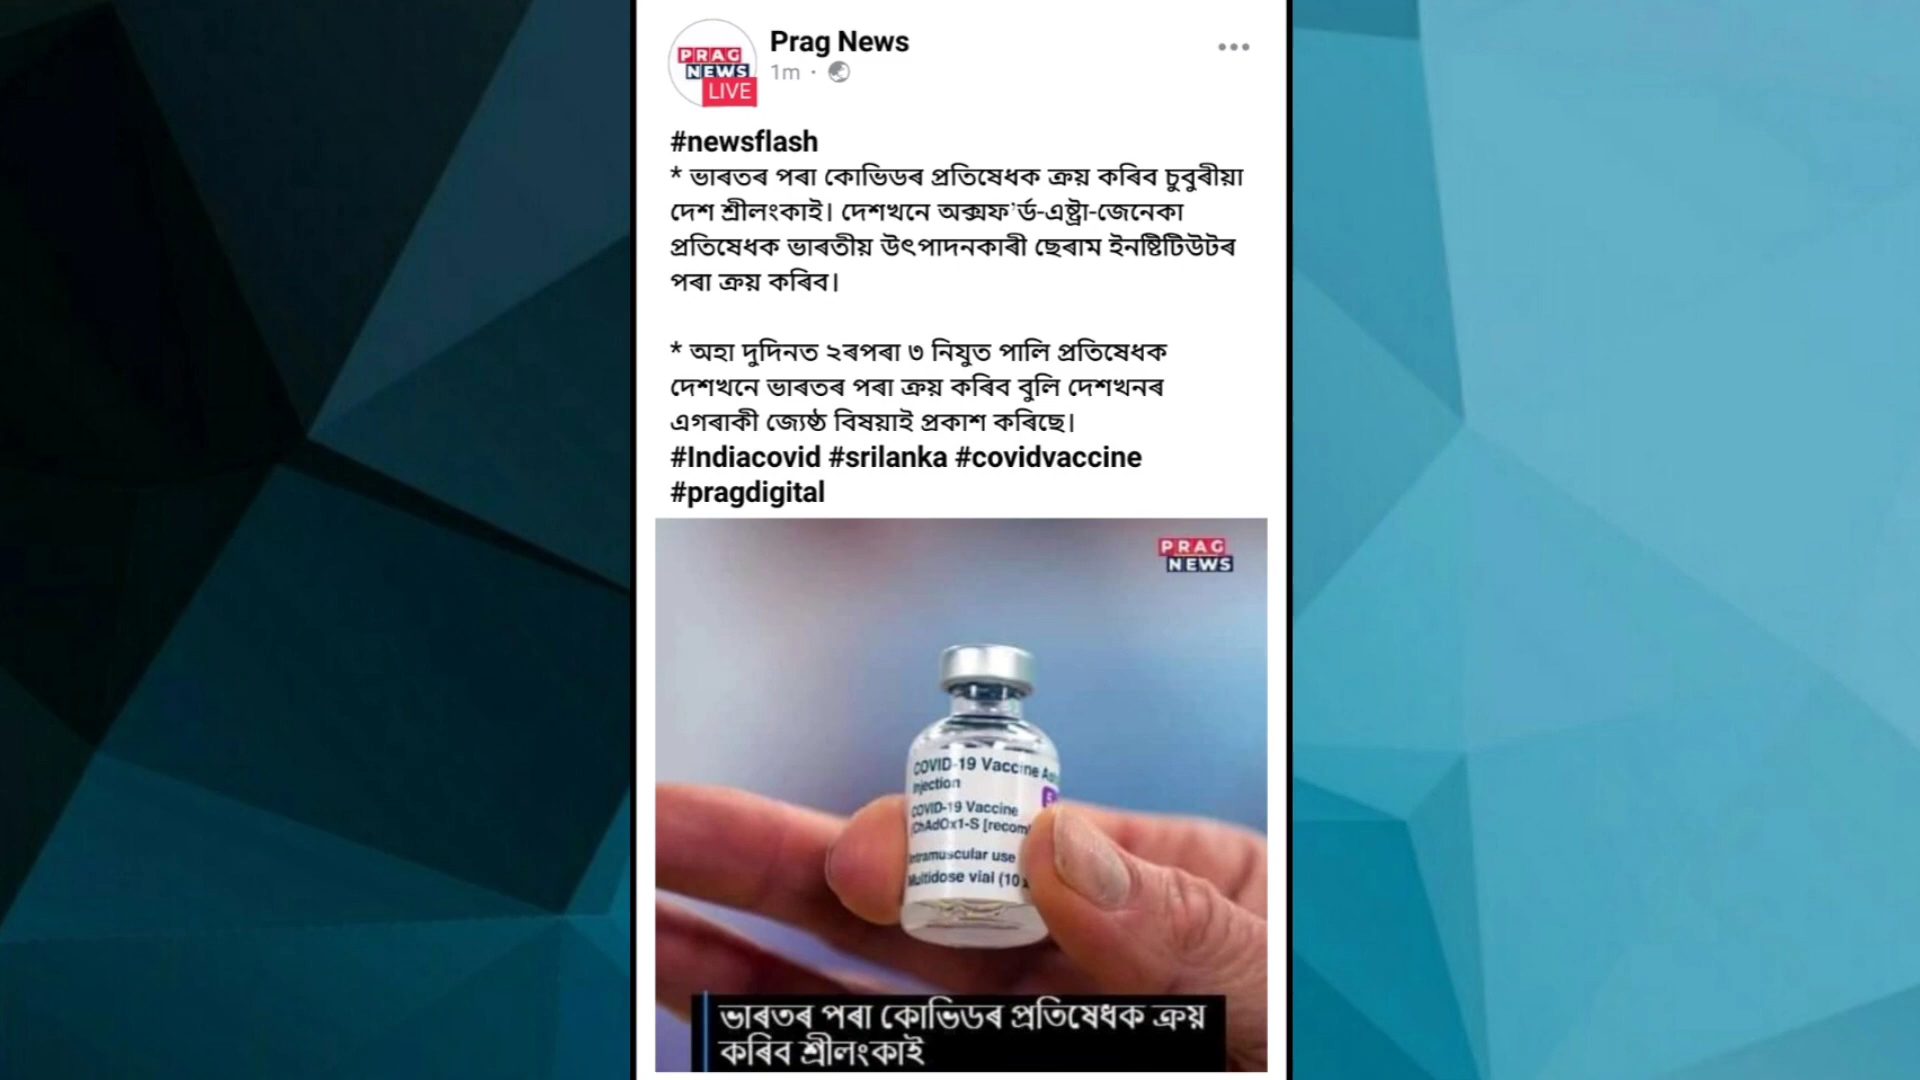 PRAG
NEWS
LIVE
Prag News
1m ·
#newsflash
* ভাৰতৰ পৰা কোভিডৰ প্ৰতিষেধক ক্ৰয় কৰিব চুবুৰীয়া
দেশ শ্ৰীলংকাই। দেশখনে অক্সফ'ৰ্ড-এষ্ট্ৰা-জেনেকা
প্ৰতিষেধক ভাৰতীয় উৎপাদনকাৰী ছেৰাম ইনষ্টিটিউটৰ
পৰা ক্ৰয় কৰিব।
* অহা দুদিনত ২ৰপৰা ৩ নিযুত পালি প্ৰতিষেধক
দেশখনে ভাৰতৰ পৰা ক্ৰয় কৰিব বুলি দেশখনৰ
এগৰাকী জ্যেষ্ঠ বিষয়াই প্ৰকাশ কৰিছে।
#Indiacovid #srilanka #covidvaccine
#pragdigital
PRAG
NEWS
COVID-19 Vaccine
Injection
COVID-19 Vaccine
ChAdOx1-S [recom
Intramuscular use
Multidose vial (10
ভাৰতৰ পৰা কোভিডৰ প্ৰতিষেধক ক্ৰয়
কৰিব শ্ৰীলংকাই